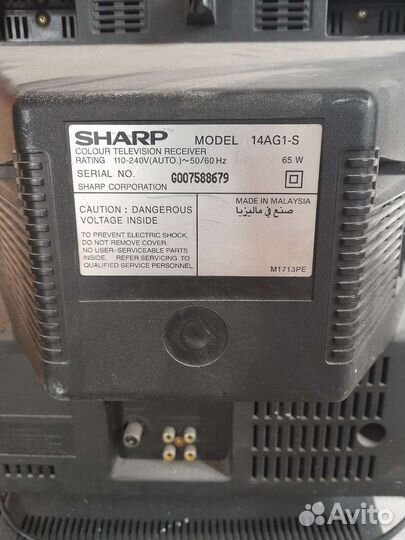 SHARP MODEL 14AG1-S
COLOUR TELEVISION RECEIVER
RATING 110-240V(AUTO.)~50/60 Hz 65 W
SERIAL NO. G007588679
SHARP CORPORATION
CAUTION : DANGEROUS
VOLTAGE INSIDE
TO PREVENT ELECTRIC SHOCK,
DO NOT REMOVE COVER.
NO USER-SERVICEABLE PARTS
INSIDE. REFER SERVICING TO
QUALIFIED SERVICE PERSONNEL.
MADE IN MALAYSIA
صنع في ماليزيا
M1713PE
Avito